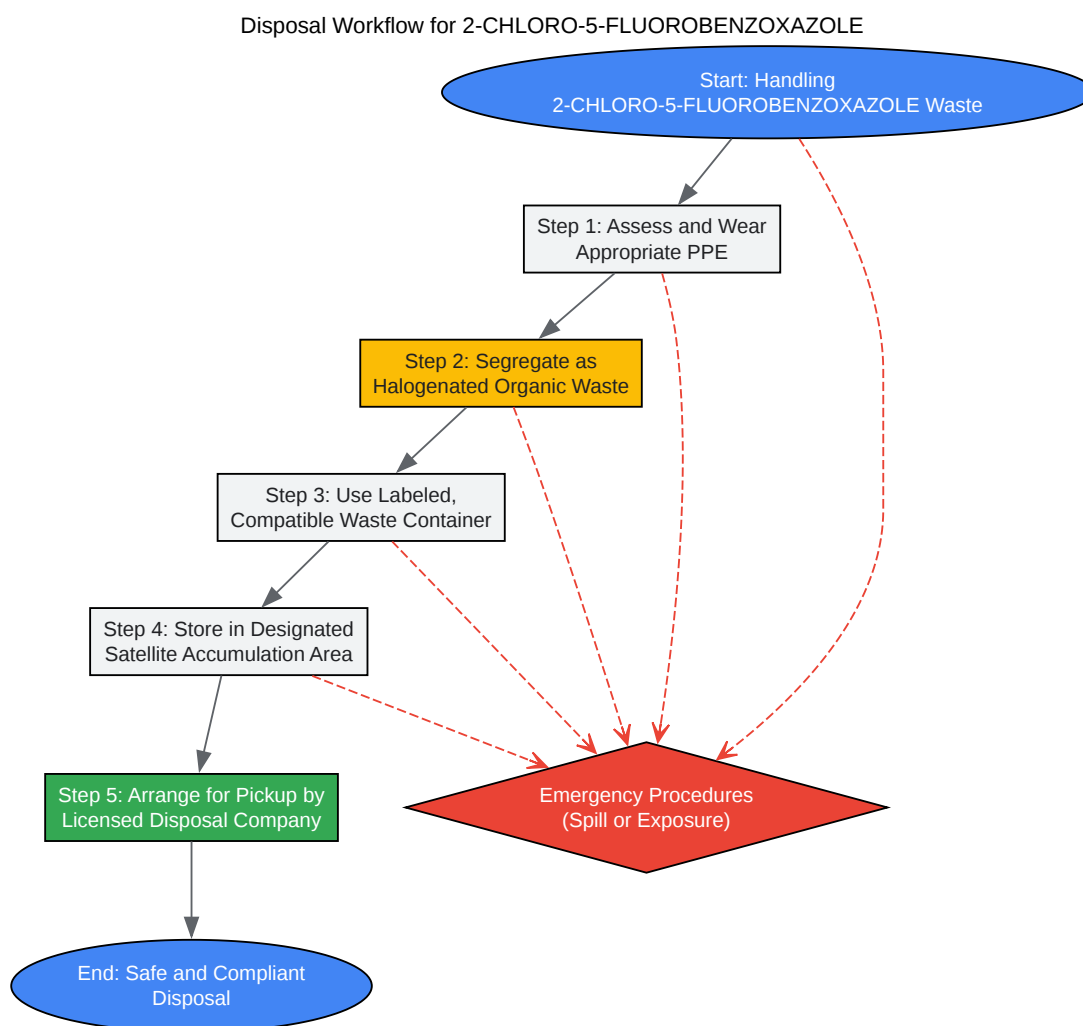 Disposal Workflow for 2-CHLORO-5-FLUOROBENZOXAZOLE
Start: Handling
2-CHLORO-5-FLUOROBENZOXAZOLE Waste
Step 1: Assess and Wear
Appropriate PPE
Step 2: Segregate as
Halogenated Organic Waste
Step 3: Use Labeled,
Compatible Waste Container
Step 4: Store in Designated
Satellite Accumulation Area
Step 5: Arrange for Pickup by
Licensed Disposal Company
Emergency Procedures
(Spill or Exposure)
End: Safe and Compliant
Disposal